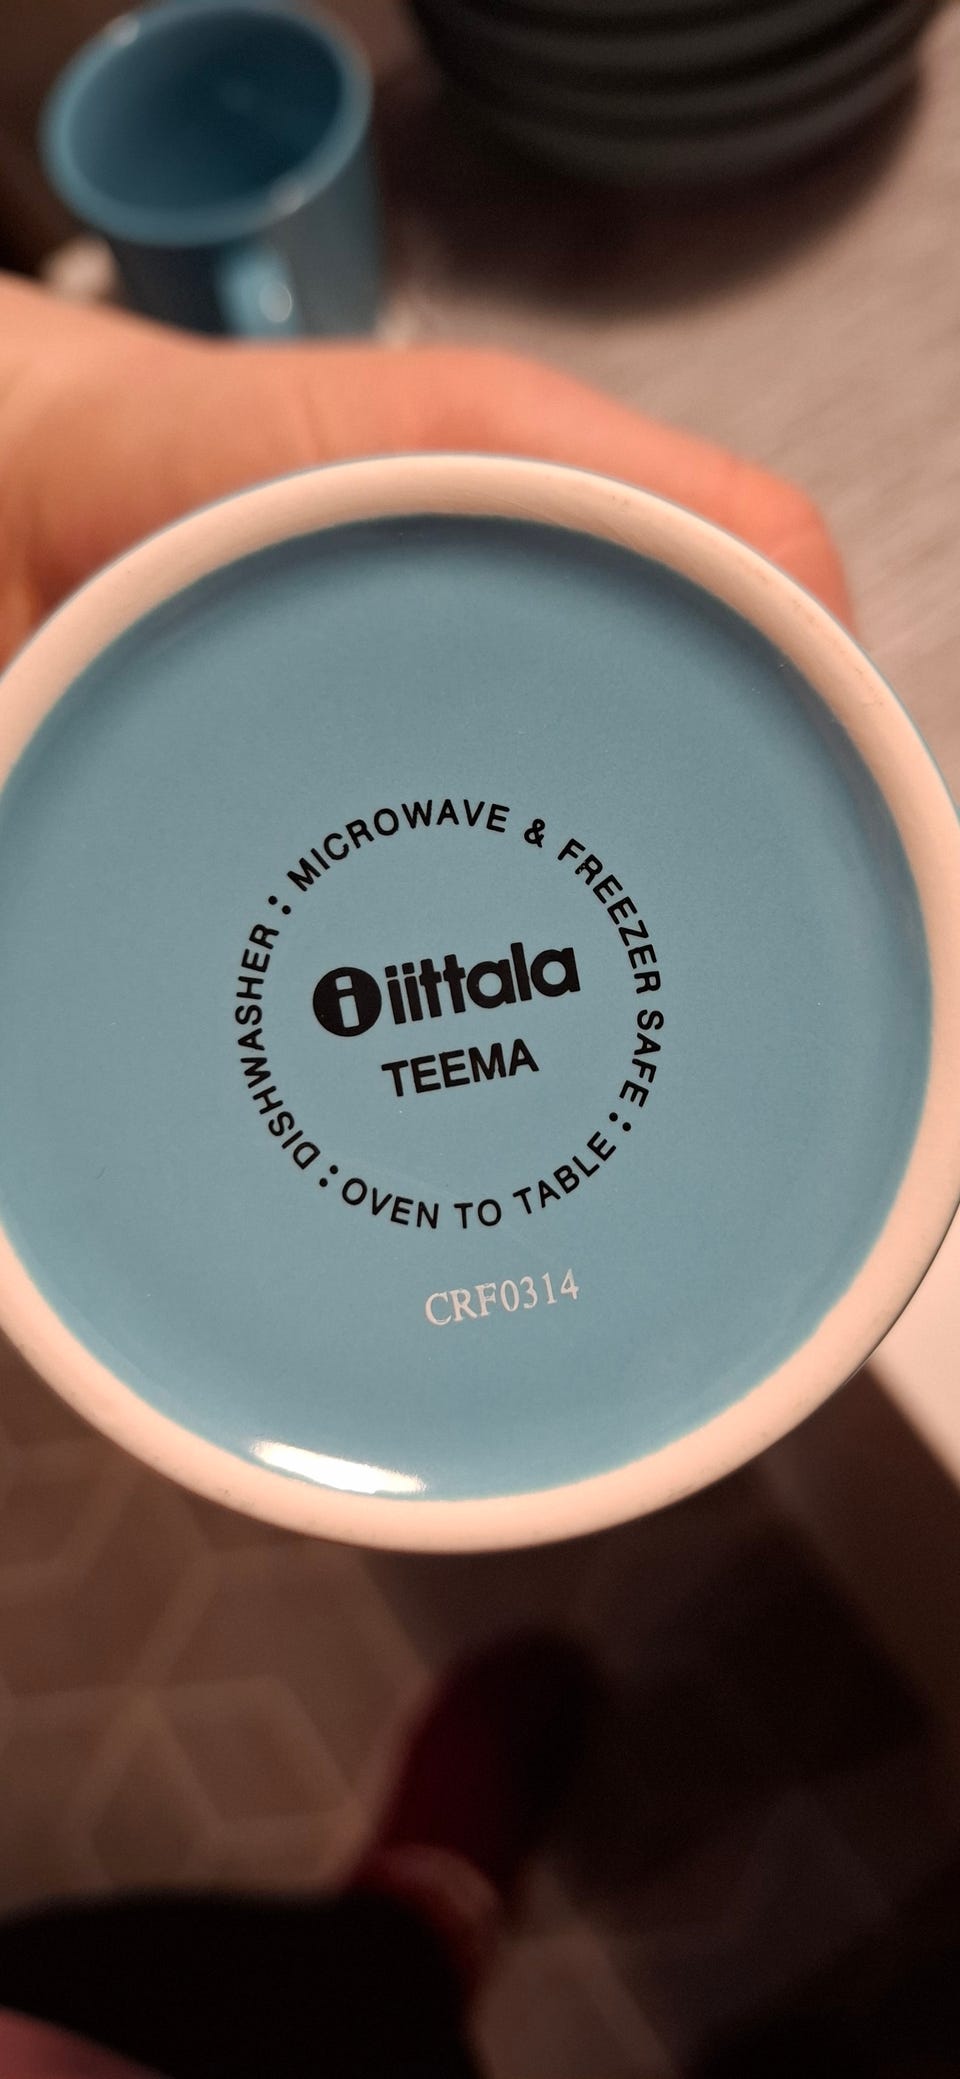 DISHWASHER : MICROWAVE & FREEZER SAFE : OVEN TO TABLE :
i iittala
TEEMA
CRF0314